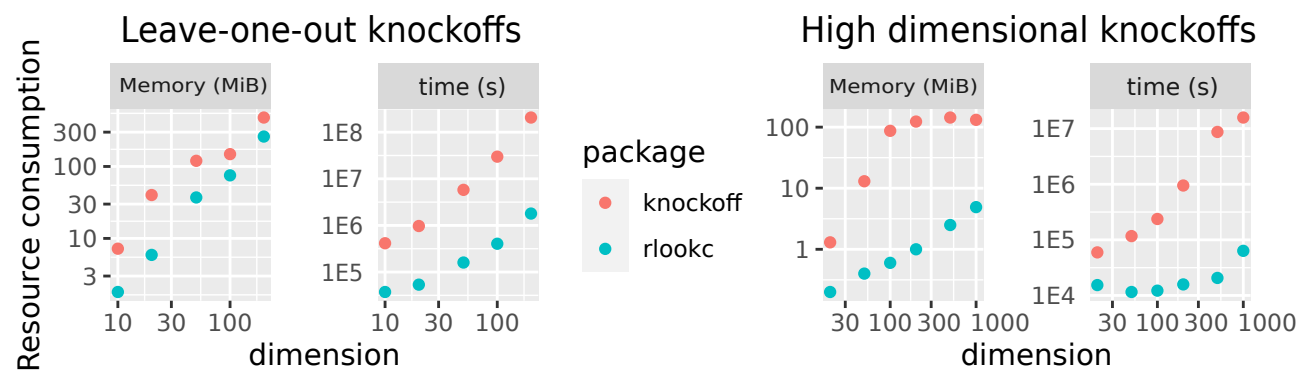 Leave-one-out knockoffs
Resource consumption
Memory (MiB)
300
100
30
10
3
10 30 100
time (s)
1E8
1E7
1E6
1E5
10 30 100
dimension
package
knockoff
rlookc
High dimensional knockoffs
Memory (MiB)
100
10
1
30 100 300 1000
time (s)
1E7
1E6
1E5
1E4
30 100 300 1000
dimension